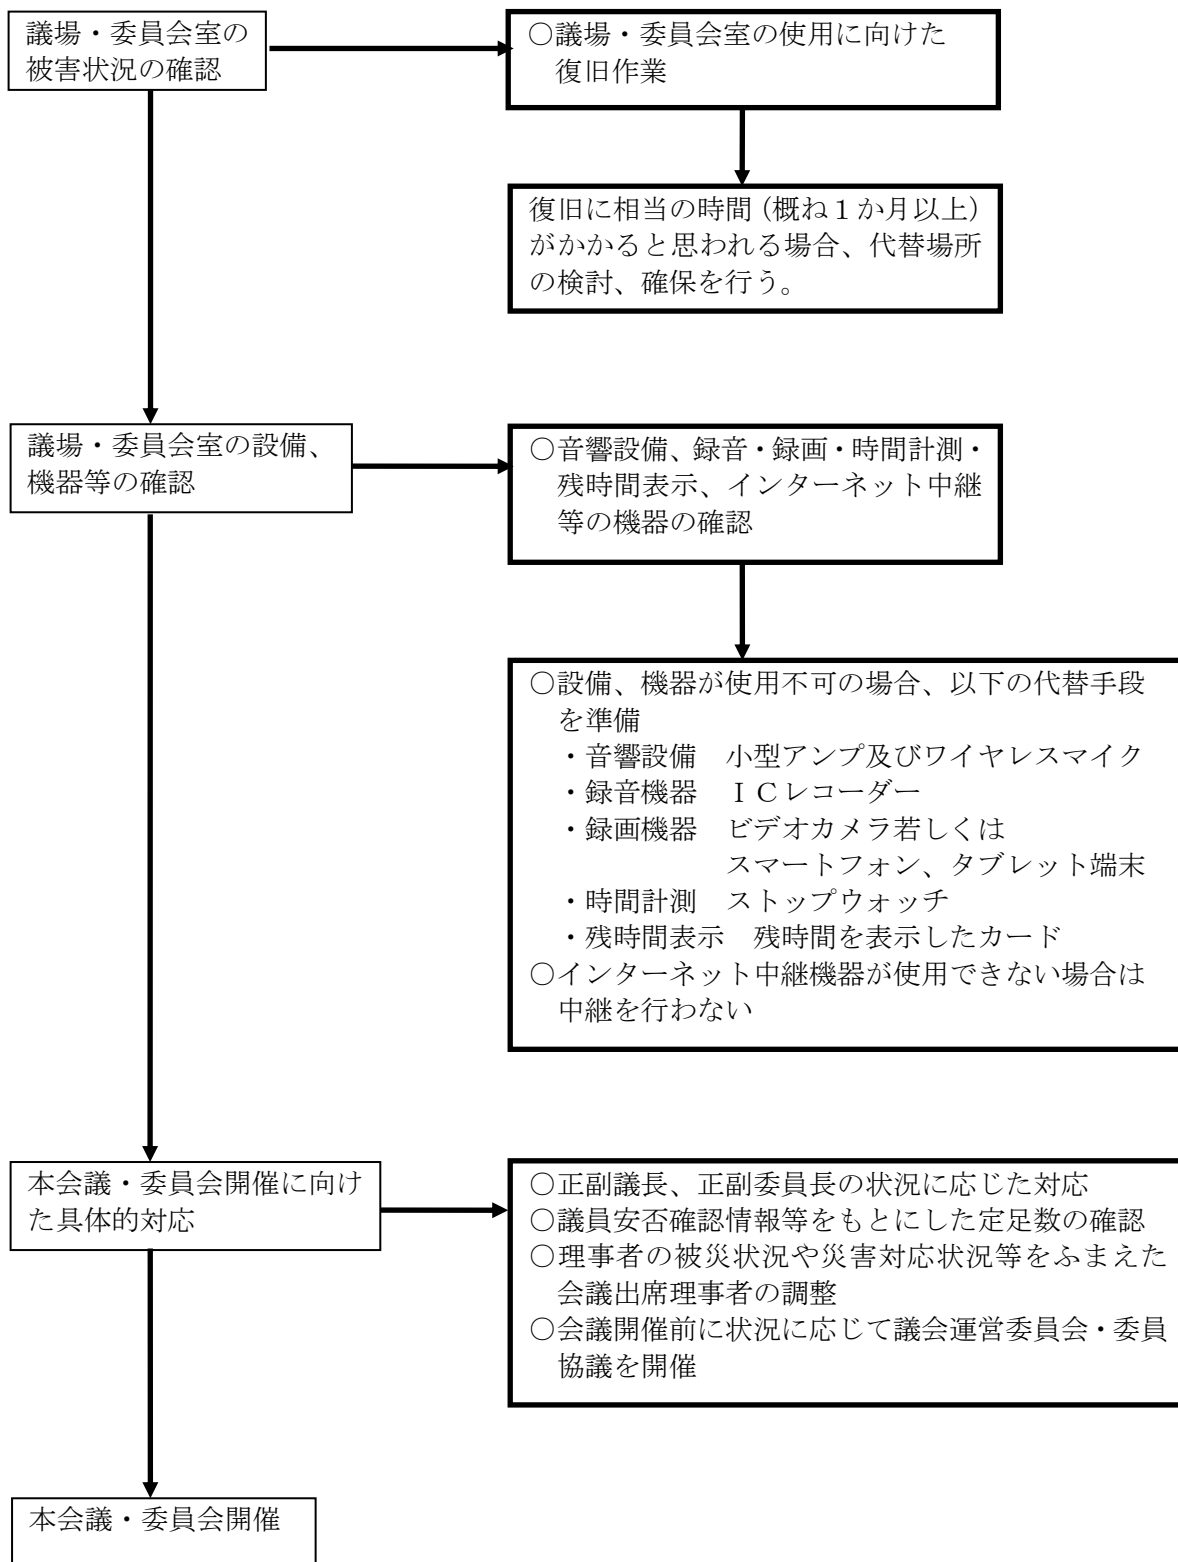 議場・委員会室の
被害状況の確認
○議場・委員会室の使用に向けた
復旧作業
復旧に相当の時間（概ね１か月以上）
がかかると思われる場合、代替場所
の検討、確保を行う。
議場・委員会室の設備、
機器等の確認
○音響設備、録音・録画・時間計測・
残時間表示、インターネット中継
等の機器の確認
○設備、機器が使用不可の場合、以下の代替手段
を準備
・音響設備　小型アンプ及びワイヤレスマイク
・録音機器　ＩＣレコーダー
・録画機器　ビデオカメラ若しくは
スマートフォン、タブレット端末
・時間計測　ストップウォッチ
・残時間表示　残時間を表示したカード
○インターネット中継機器が使用できない場合は
中継を行わない
本会議・委員会開催に向け
た具体的対応
○正副議長、正副委員長の状況に応じた対応
○議員安否確認情報等をもとにした定足数の確認
○理事者の被災状況や災害対応状況等をふまえた
会議出席理事者の調整
○会議開催前に状況に応じて議会運営委員会・委員
協議を開催
本会議・委員会開催